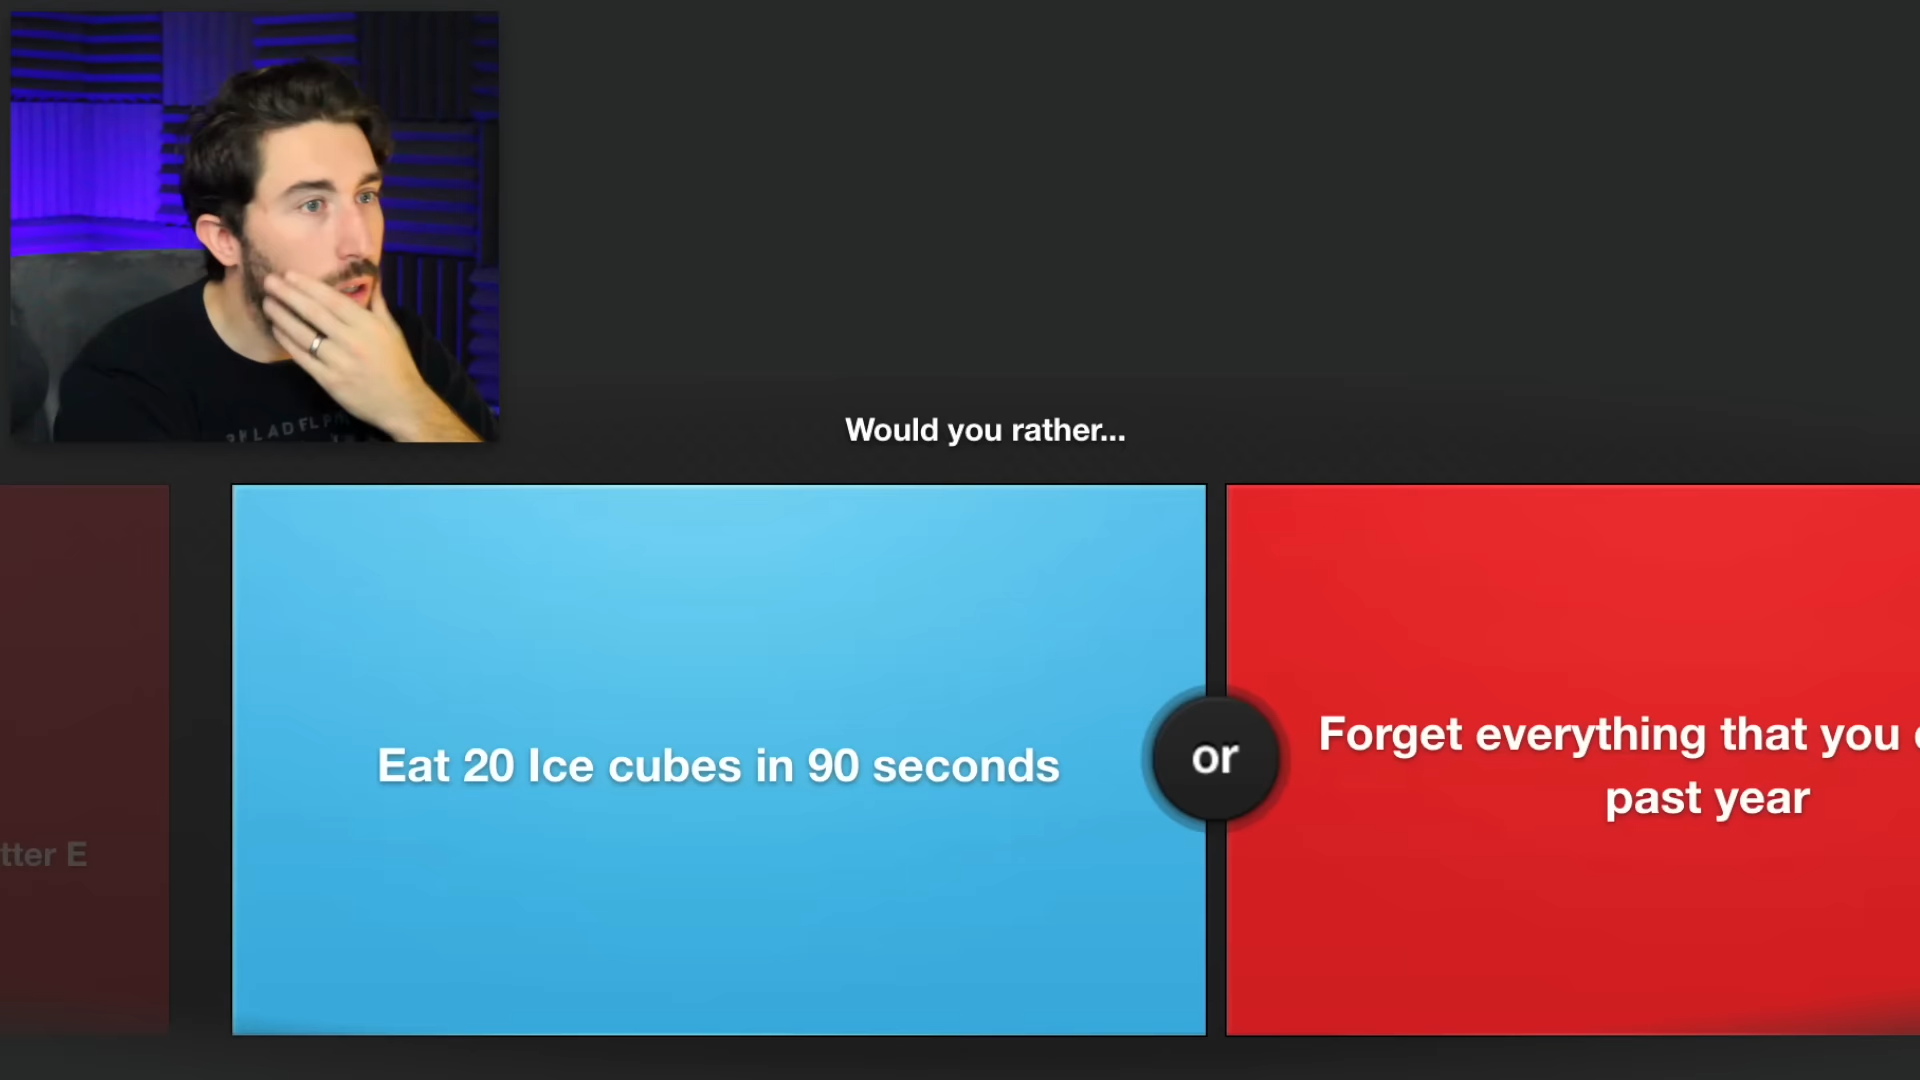 Would you rather...
Eat 20 Ice cubes in 90 seconds
or
Forget everything that you
past year
tter E